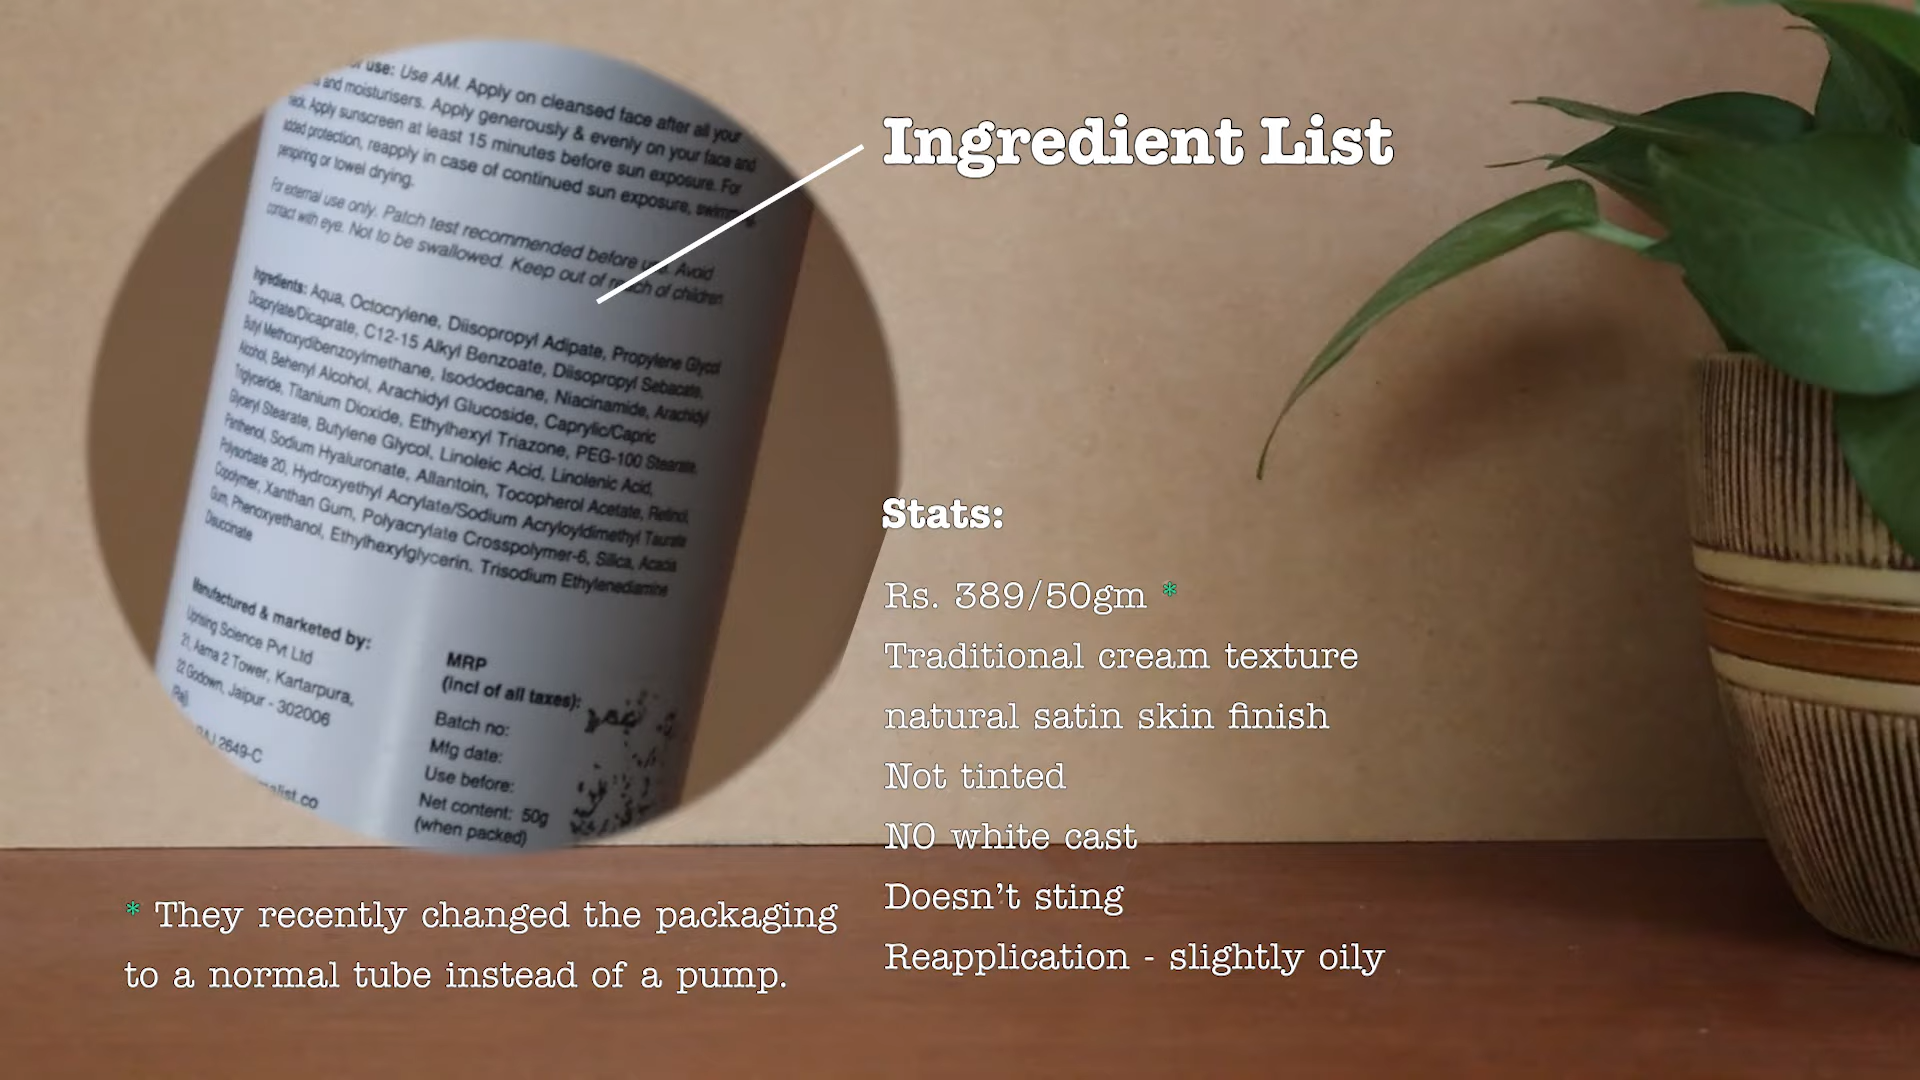 use: Use AM. Apply on cleansed face after all your
and moisturisers. Apply generously & evenly on your face and
neck. Apply sunscreen at least 15 minutes before sun exposure. For
added protection, reapply in case of continued sun exposure, swimming,
perspiring or towel drying.
For external use only. Patch test recommended before use. Avoid
contact with eye. Not to be swallowed. Keep out of reach of children
Ingredients: Aqua, Octocrylene, Diisopropyl Adipate, Propylene Glycol
Dicaprylate/Dicaprate, C12-15 Alkyl Benzoate, Diisopropyl Sebacate,
Butyl Methoxydibenzoylmethane, Isododecane, Niacinamide, Arachidyl
Alcohol, Behenyl Alcohol, Arachidyl Glucoside, Caprylic/Capric
Triglyceride, Titanium Dioxide, Ethylhexyl Triazone, PEG-100 Stearate,
Glyceryl Stearate, Butylene Glycol, Linoleic Acid, Linolenic Acid,
Panthenol, Sodium Hyaluronate, Allantoin, Tocopherol Acetate, Retinol,
Polysorbate 20, Hydroxyethyl Acrylate/Sodium Acryloyldimethyl Taurate
Copolymer, Xanthan Gum, Polyacrylate Crosspolymer-6, Silica, Acacia
Gum, Phenoxyethanol, Ethylhexylglycerin. Trisodium Ethylenediamine
Disuccinate
Manufactured & marketed by:
Uprising Science Pvt Ltd
21, Aarna 2 Tower, Kartarpura,
22 Godown, Jaipur - 302006
(Raj)
2649-C
MRP
(incl of all taxes):
Batch no:
Mfg date:
Use before:
Net content: 50g
(when packed)
Ingredient List
Stats:
Rs. 389/50gm *
Traditional cream texture
natural satin skin finish
Not tinted
NO white cast
Doesn't sting
Reapplication - slightly oily
* They recently changed the packaging
to a normal tube instead of a pump.